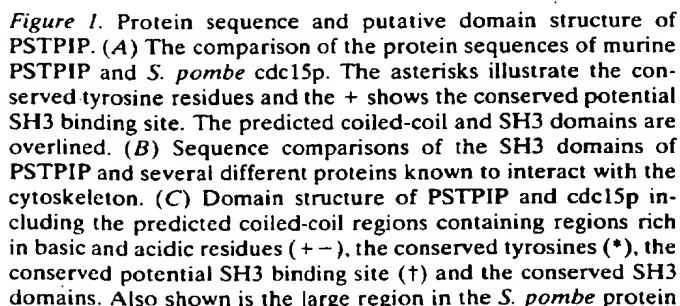 Figure 1. Protein sequence and putative domain structure of
PSTPIP. (A) The comparison of the protein sequences of murine
PSTPIP and S. pombe cdc15p. The asterisks illustrate the con-
served tyrosine residues and the + shows the conserved potential
SH3 binding site. The predicted coiled-coil and SH3 domains are
overlined. (B) Sequence comparisons of the SH3 domains of
PSTPIP and several different proteins known to interact with the
cytoskeleton. (C) Domain structure of PSTPIP and cdc15p in-
cluding the predicted coiled-coil regions containing regions rich
in basic and acidic residues (+−), the conserved tyrosines (*), the
conserved potential SH3 binding site (†) and the conserved SH3
domains. Also shown is the large region in the S. pombe protein